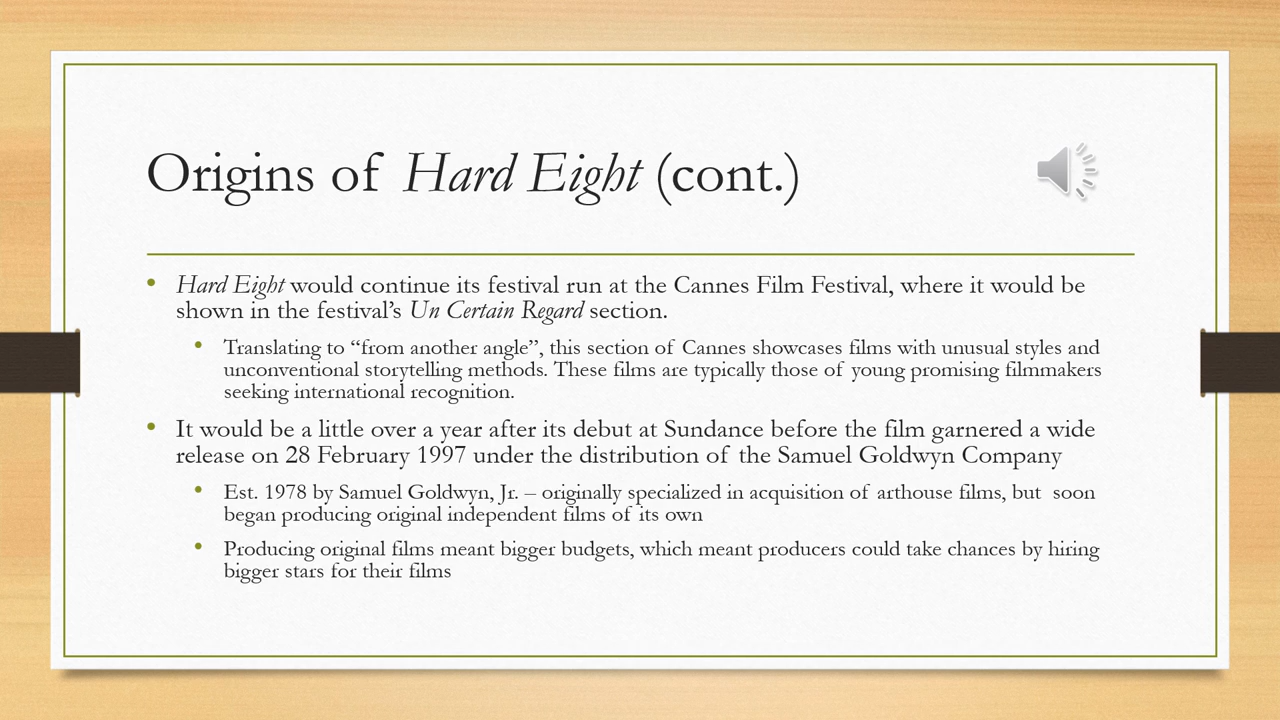 Origins of Hard Eight (cont.)
• Hard Eight would continue its festival run at the Cannes Film Festival, where it would be
shown in the festival’s Un Certain Regard section.
• Translating to “from another angle”, this section of Cannes showcases films with unusual styles and
unconventional storytelling methods. These films are typically those of young promising filmmakers
seeking international recognition.
• It would be a little over a year after its debut at Sundance before the film garnered a wide
release on 28 February 1997 under the distribution of the Samuel Goldwyn Company
• Est. 1978 by Samuel Goldwyn, Jr. – originally specialized in acquisition of arthouse films, but  soon
began producing original independent films of its own
• Producing original films meant bigger budgets, which meant producers could take chances by hiring
bigger stars for their films